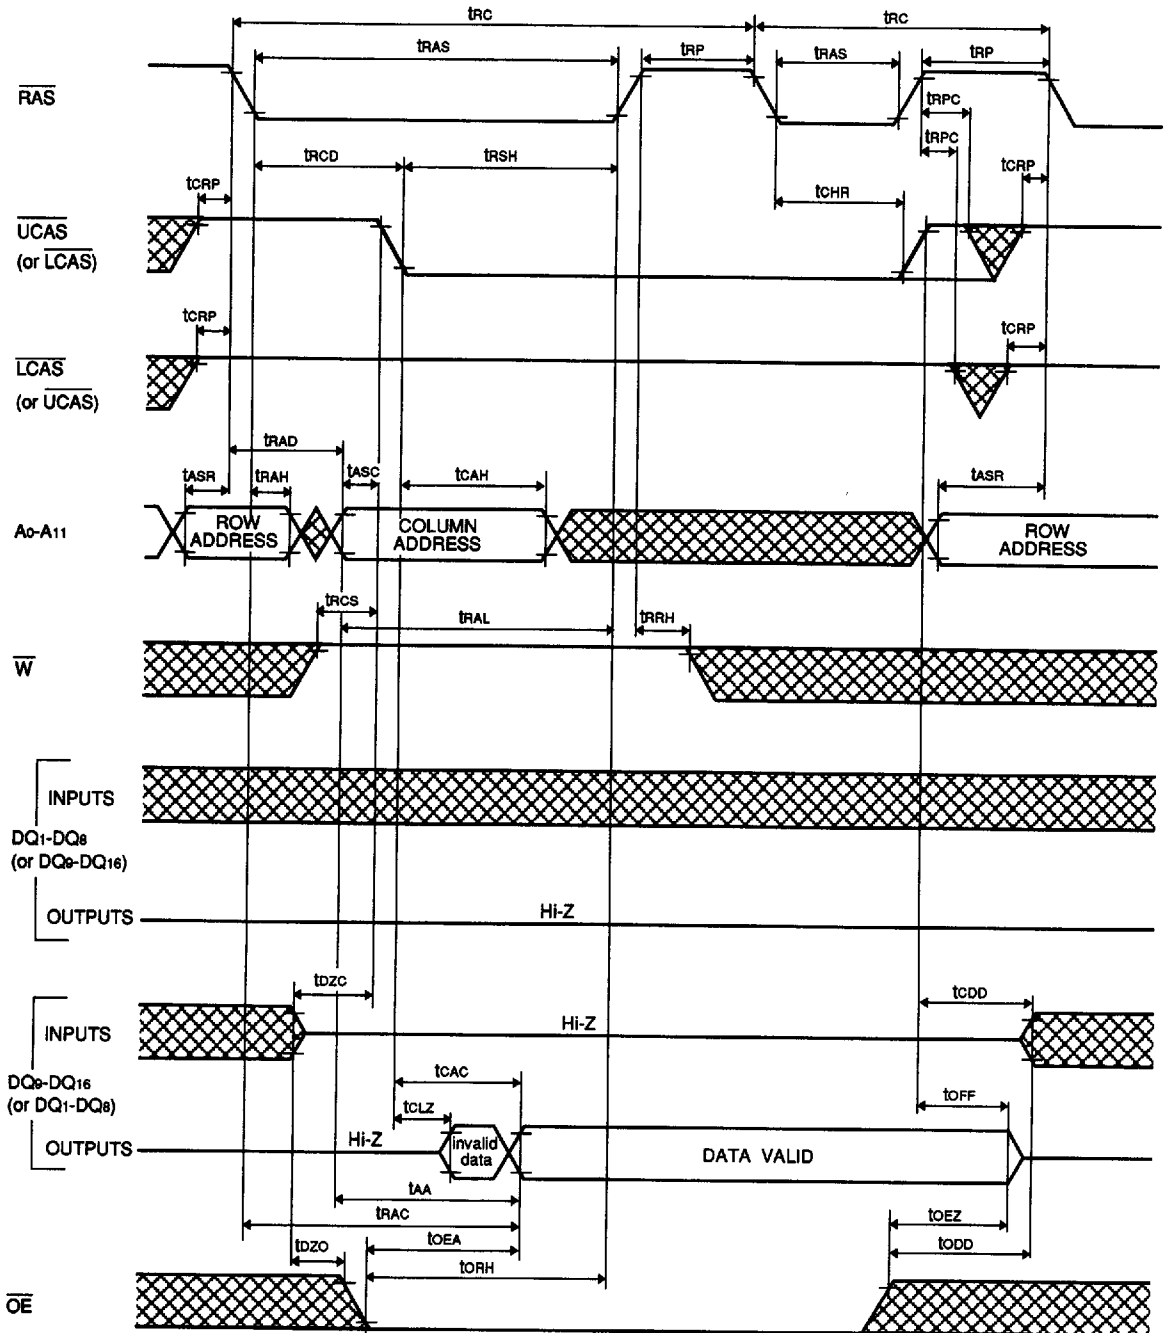 tRC tRC
tRAS tRP tRAS tRP
RAS
tRPC
tRPC
tRCD tRSH
tCRP tCRP
tCHR
UCAS
(or LCAS)
tCRP tCRP
LCAS
(or UCAS)
tRAD
tASR tRAH tASC tCAH tASR
A0-A11
ROW ADDRESS
COLUMN ADDRESS
ROW ADDRESS
tRCS tRAL tRRH
W
INPUTS
DQ1-DQ8
(or DQ9-DQ16)
OUTPUTS Hi-Z
tDZC tCDD
INPUTS Hi-Z
DQ9-DQ16
(or DQ1-DQ8)
tCAC
tCLZ tOFF
OUTPUTS Hi-Z
invalid data
DATA VALID
tAA
tRAC tOEZ
tDZO tOEA tODD
tORH
OE